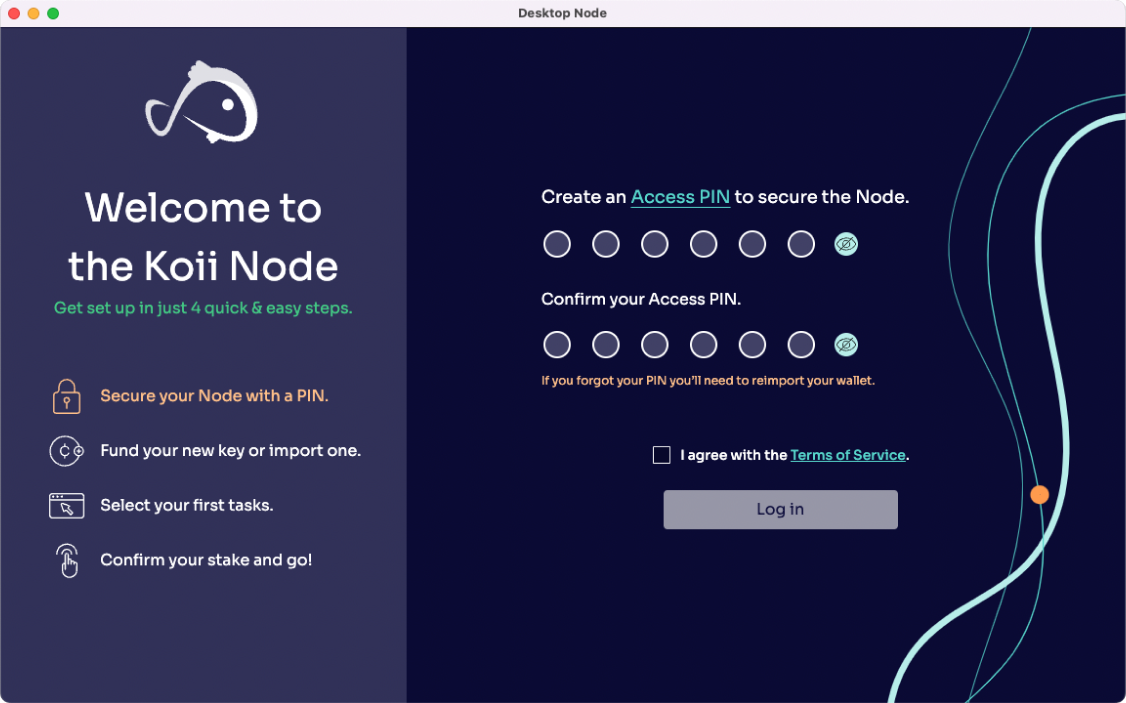 Desktop Node
Welcome to
the Koii Node
Get set up in just 4 quick & easy steps.
Secure your Node with a PIN.
Fund your new key or import one.
Select your first tasks.
Confirm your stake and go!
Create an Access PIN to secure the Node.
Confirm your Access PIN.
If you forgot your PIN you’ll need to reimport your wallet.
I agree with the Terms of Service.
Log in